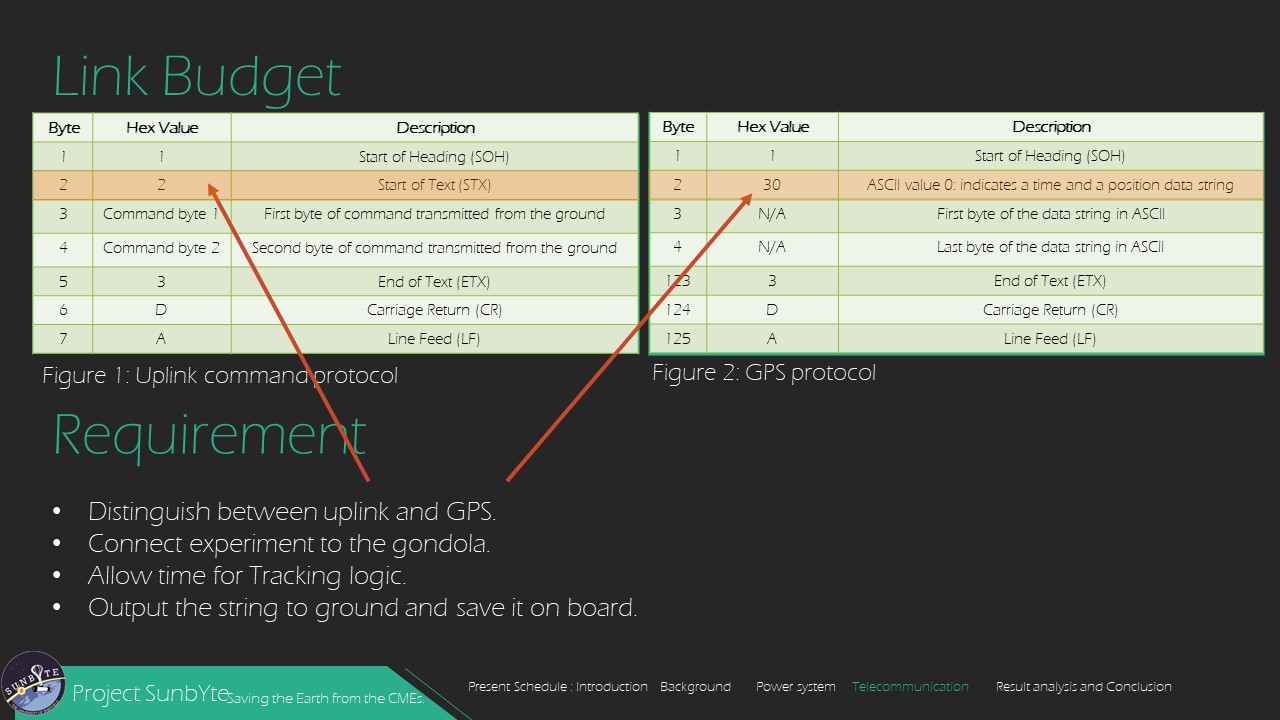 Link Budget
Byte Hex Value Description
1 1 Start of Heading (SOH)
2 2 Start of Text (STX)
3 Command byte 1 First byte of command transmitted from the ground
4 Command byte 2 Second byte of command transmitted from the ground
5 3 End of Text (ETX)
6 D Carriage Return (CR)
7 A Line Feed (LF)
Figure 1: Uplink command protocol
Byte Hex Value Description
1 1 Start of Heading (SOH)
2 30 ASCII value 0: indicates a time and a position data string
3 N/A First byte of the data string in ASCII
4 N/A Last byte of the data string in ASCII
123 3 End of Text (ETX)
124 D Carriage Return (CR)
125 A Line Feed (LF)
Figure 2: GPS protocol
Requirement
• Distinguish between uplink and GPS.
• Connect experiment to the gondola.
• Allow time for Tracking logic.
• Output the string to ground and save it on board.
SUNBYTE
Project SunbYte Saving the Earth from the CMEs.
Present Schedule : Introduction Background Power system Telecommunication Result analysis and Conclusion